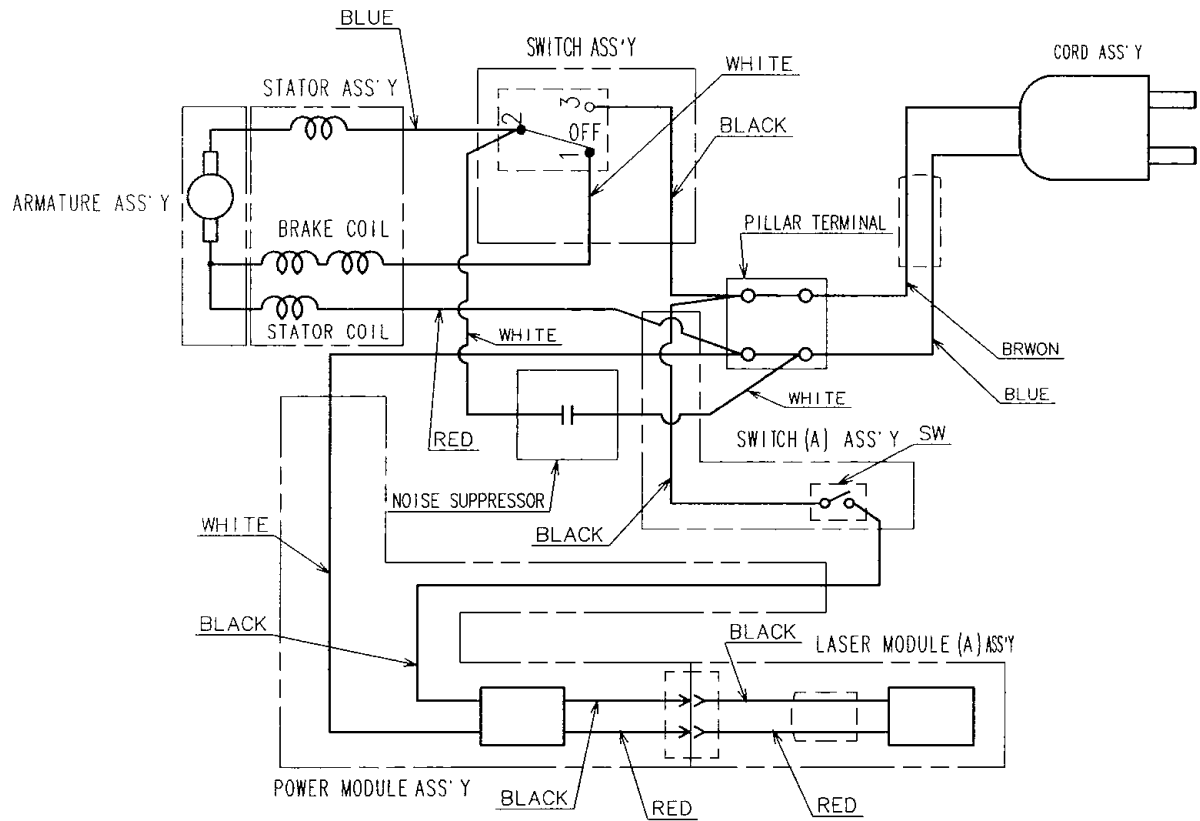 BLUE
SWITCH ASS'Y
WHITE
CORD ASS'Y
STATOR ASS'Y
3
2
OFF
1
BLACK
ARMATURE ASS'Y
BRAKE COIL
PILLAR TERMINAL
STATOR COIL
WHITE
BRWON
WHITE
BLUE
RED
SWITCH (A) ASS'Y
SW
NOISE SUPPRESSOR
WHITE
BLACK
BLACK
BLACK
LASER MODULE (A) ASS'Y
POWER MODULE ASS'Y
BLACK
RED
RED